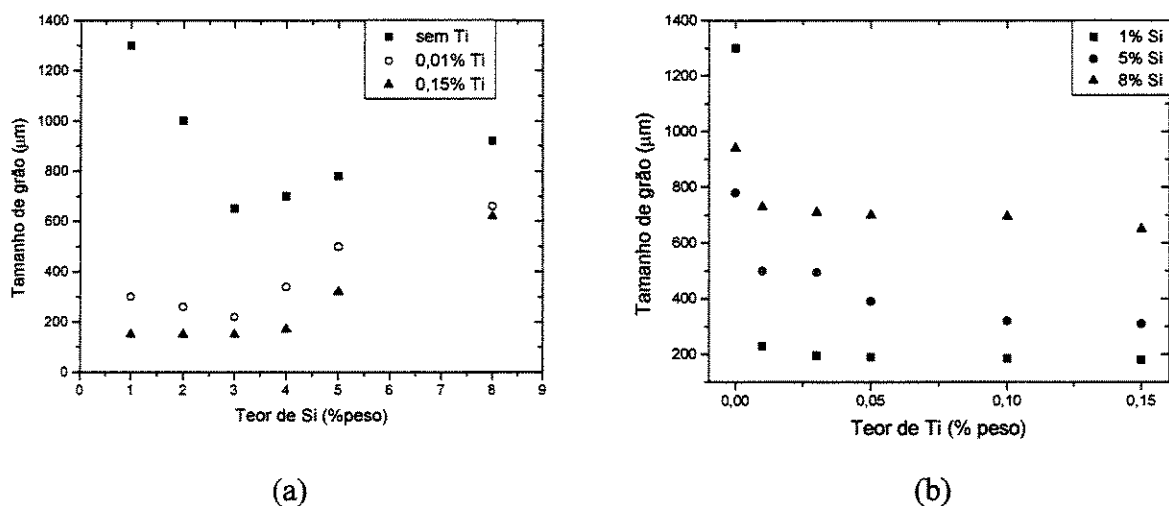 1400
1200
1000
800
600
400
200
0
Tamanho de grão (μm)
0 1 2 3 4 5 6 7 8 9
Teor de Si (%peso)
sem Ti
0,01% Ti
0,15% Ti
(a)
1400
1200
1000
800
600
400
200
Tamanho de grão (μm)
0,00 0,05 0,10 0,15
Teor de Ti (% peso)
1% Si
5% Si
8% Si
(b)